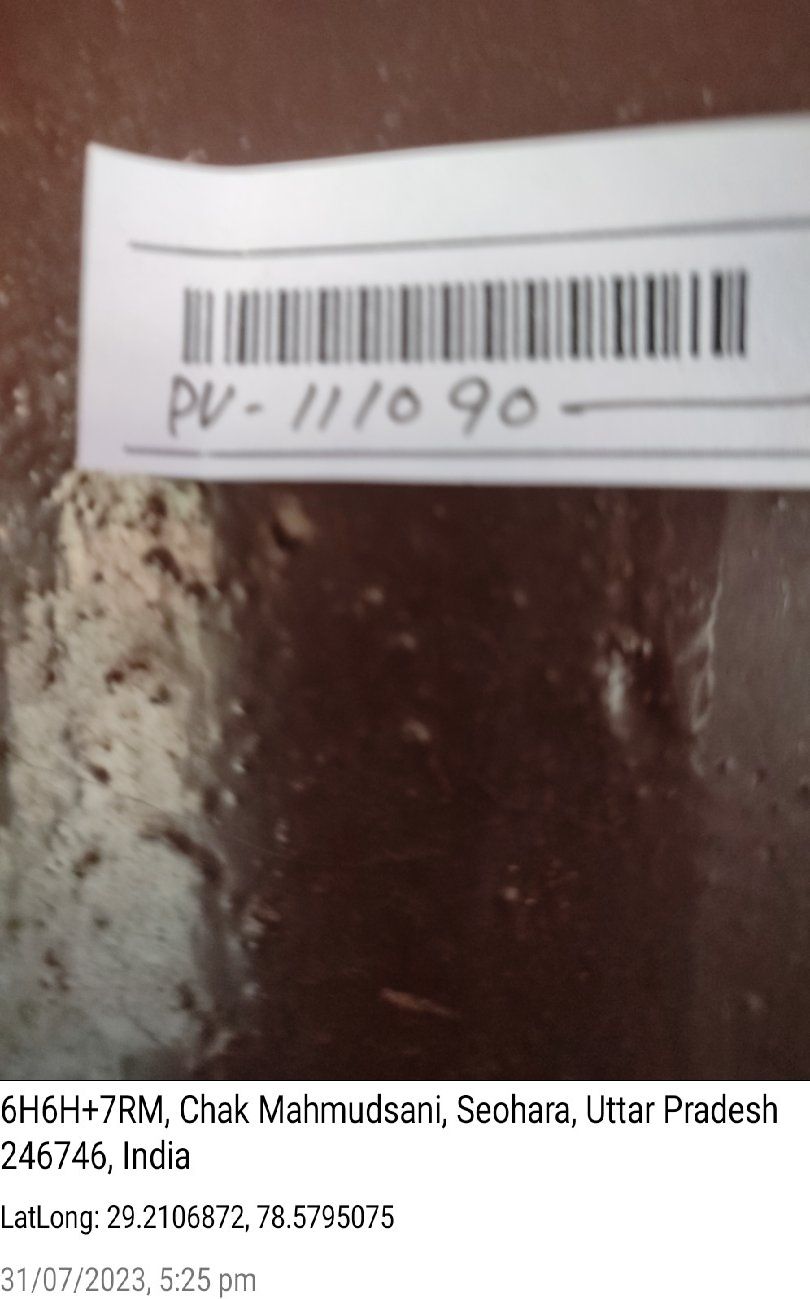 PV-111090
6H6H+7RM, Chak Mahmudsani, Seohara, Uttar Pradesh
246746, India
LatLong: 29.2106872, 78.5795075
31/07/2023, 5:25 pm